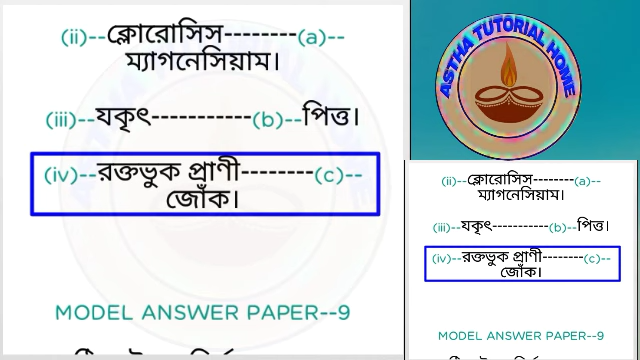 (ii)--ক্লোরোসিস--------(a)--
ম্যাগনেসিয়াম।
(iii)--যকৃৎ-----------(b)--পিত্ত।
(iv)--রক্তভুক প্রাণী--------(c)--
জোঁক।
MODEL ANSWER PAPER--9
ASTHA TUTORIAL HOME
(ii)--ক্লোরোসিস--------(a)--
ম্যাগনেসিয়াম।
(iii)--যকৃৎ-----------(b)--পিত্ত।
(iv)--রক্তভুক প্রাণী--------(c)--
জোঁক।
MODEL ANSWER PAPER--9